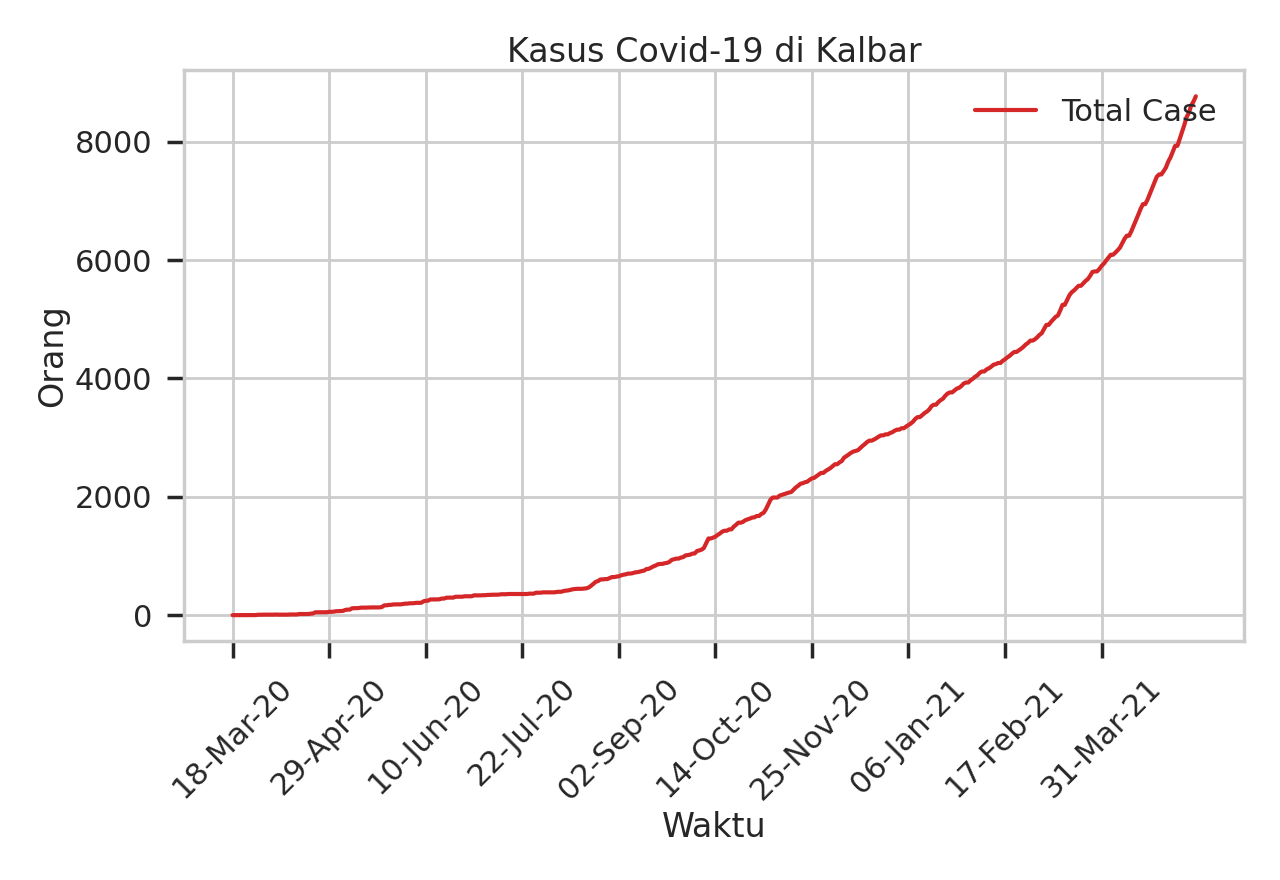 Kasus Covid-19 di Kalbar
Total Case
Orang
8000
6000
4000
2000
0
18-Mar-20
29-Apr-20
10-Jun-20
22-Jul-20
02-Sep-20
14-Oct-20
25-Nov-20
06-Jan-21
17-Feb-21
31-Mar-21
Waktu